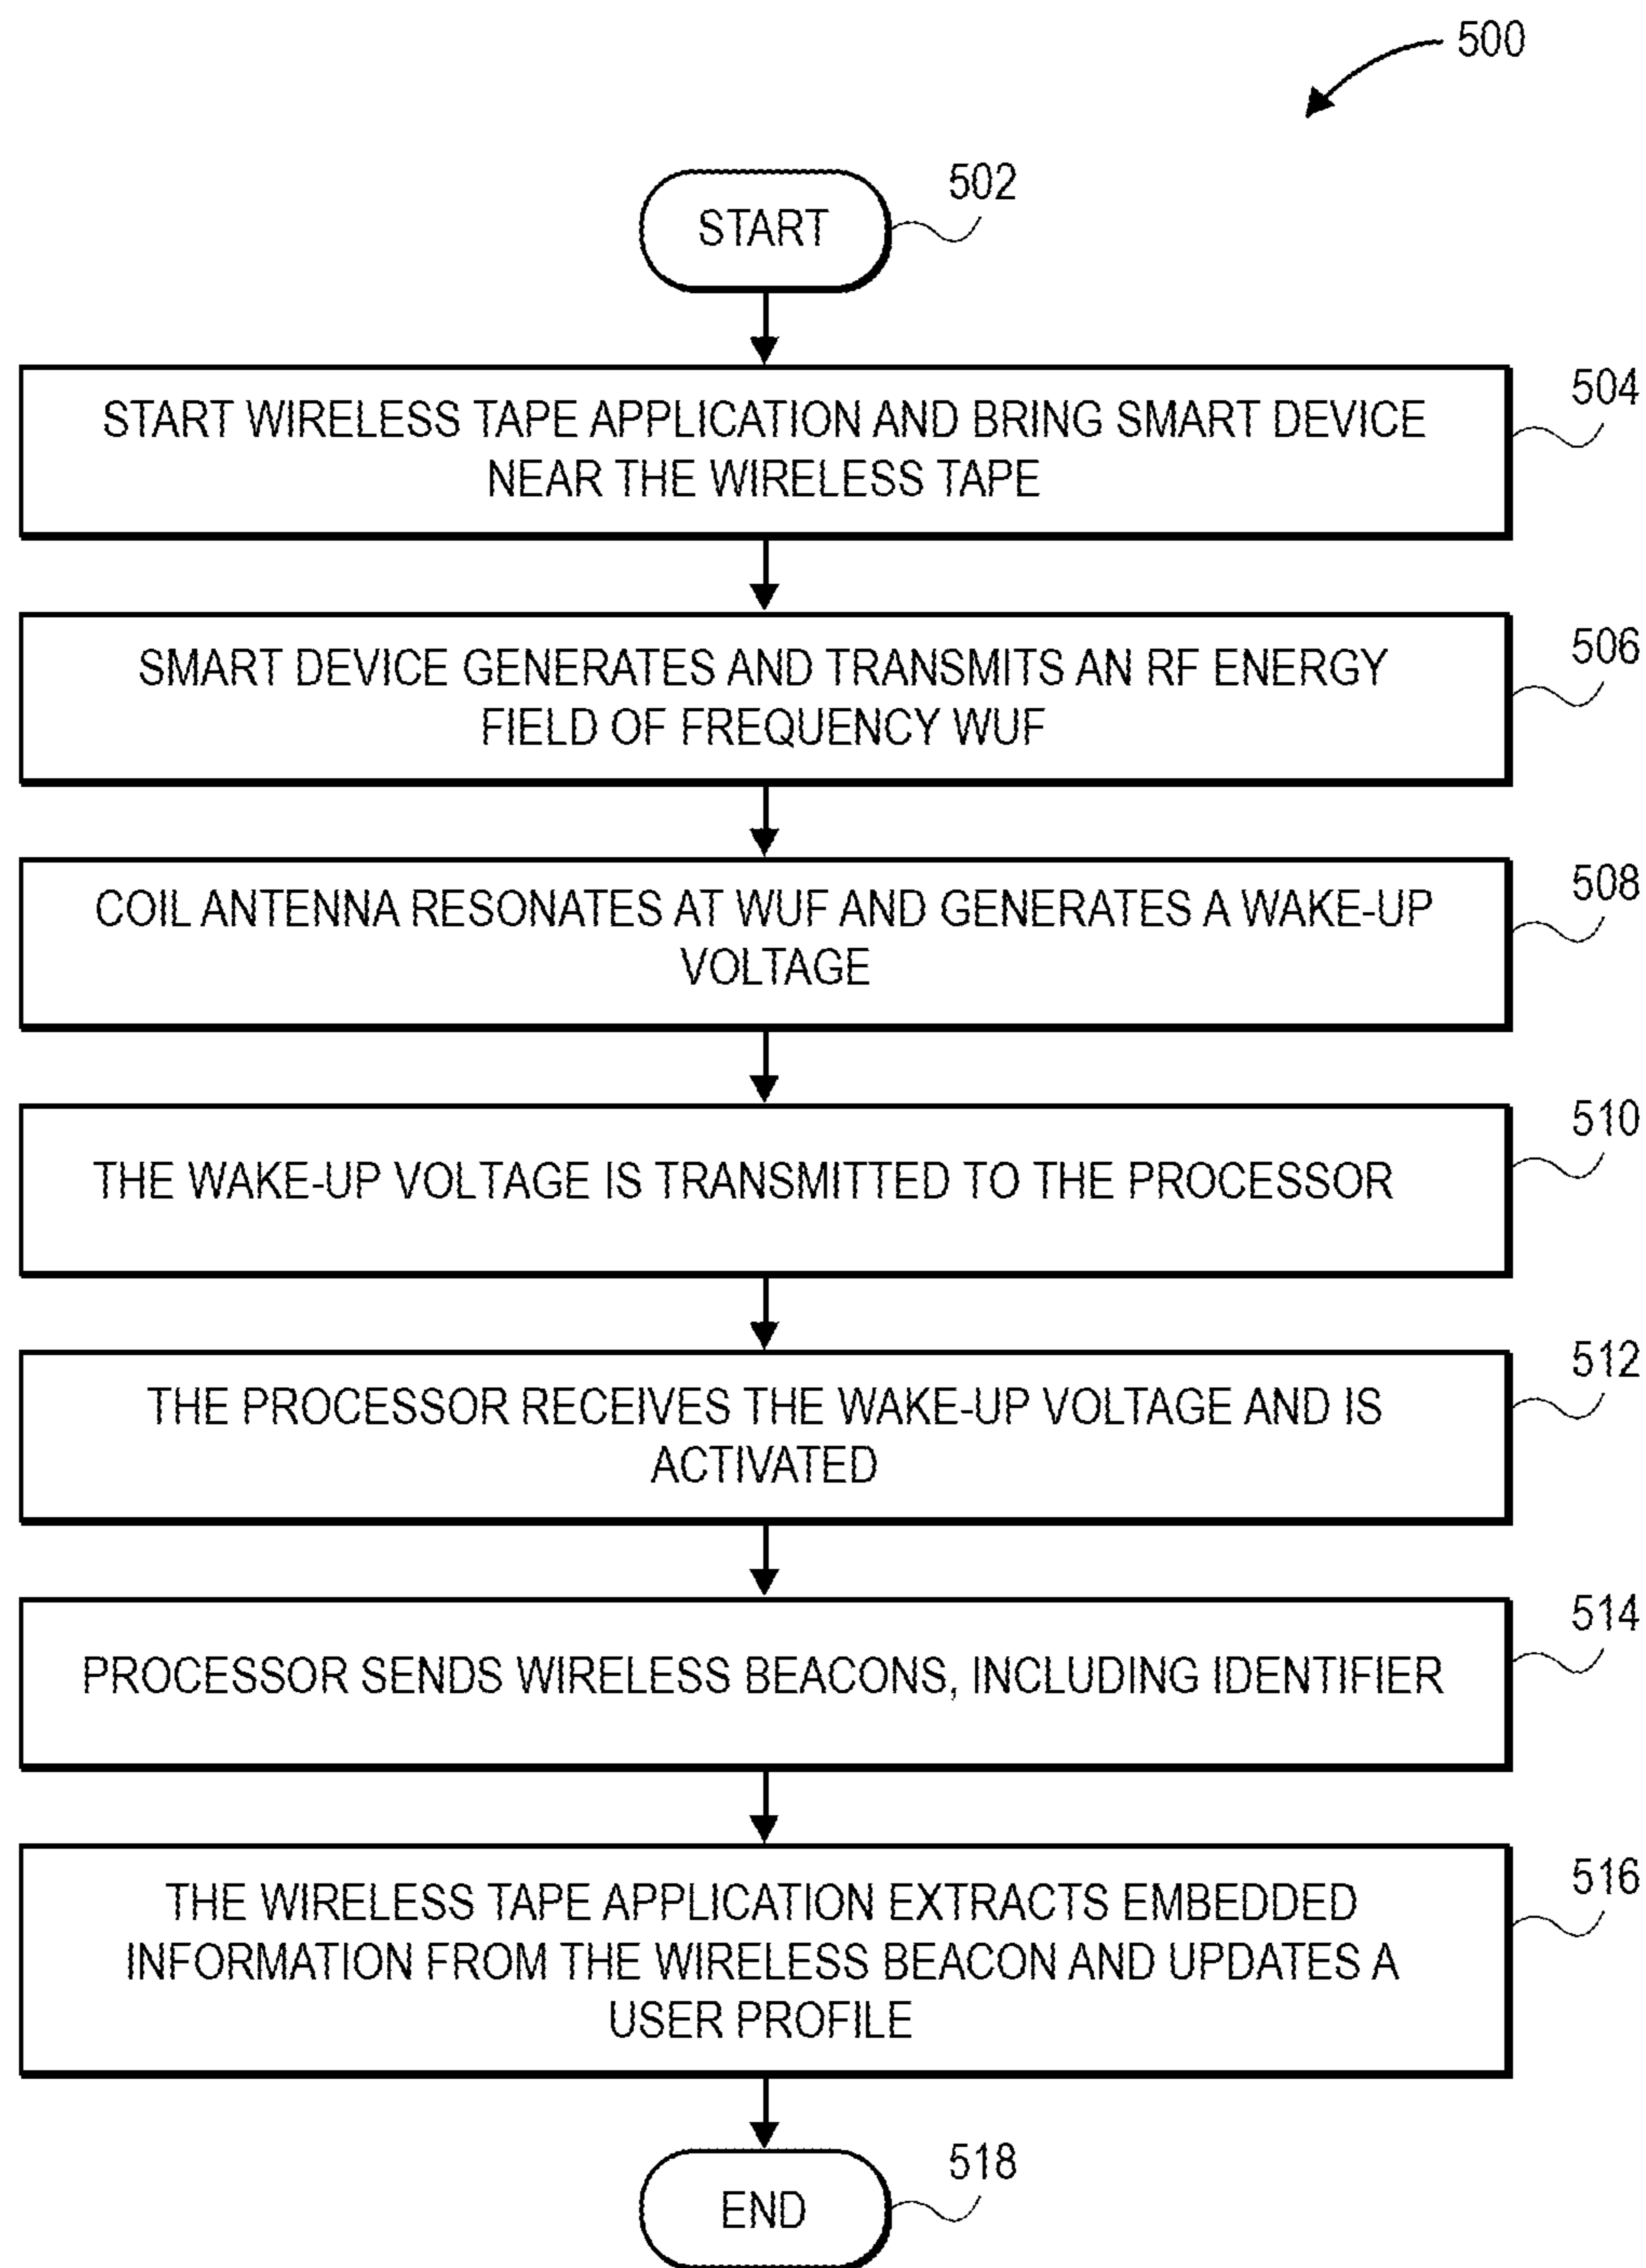 500
START
502
START WIRELESS TAPE APPLICATION AND BRING SMART DEVICE
NEAR THE WIRELESS TAPE
504
SMART DEVICE GENERATES AND TRANSMITS AN RF ENERGY
FIELD OF FREQUENCY WUF
506
COIL ANTENNA RESONATES AT WUF AND GENERATES A WAKE-UP
VOLTAGE
508
THE WAKE-UP VOLTAGE IS TRANSMITTED TO THE PROCESSOR
510
THE PROCESSOR RECEIVES THE WAKE-UP VOLTAGE AND IS
ACTIVATED
512
PROCESSOR SENDS WIRELESS BEACONS, INCLUDING IDENTIFIER
514
THE WIRELESS TAPE APPLICATION EXTRACTS EMBEDDED
INFORMATION FROM THE WIRELESS BEACON AND UPDATES A
USER PROFILE
516
END
518